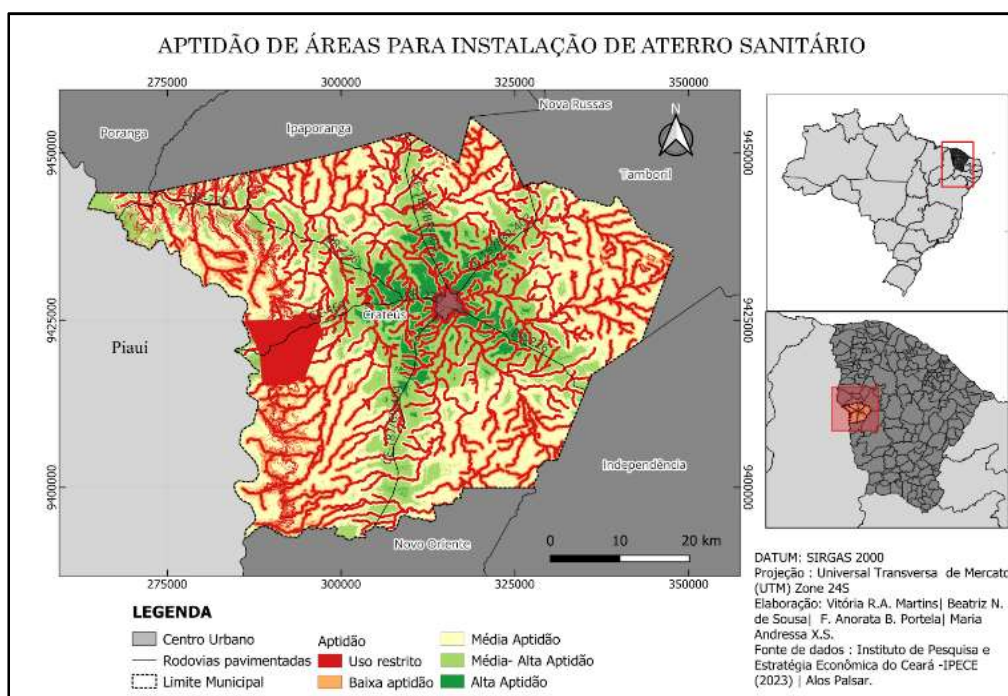 APTIDÃO DE ÁREAS PARA INSTALAÇÃO DE ATERRO SANITÁRIO
275000 300000 325000 350000
Nova Russas
Poranga
Ipaporanga
N
9450000
9450000
Tamboril
9425000
9425000
Crateús
Piauí
Independência
9400000
9400000
Novo Oriente
0 10 20 km
275000 300000 325000 350000
LEGENDA
Centro Urbano
Rodovias pavimentadas
Limite Municipal
Aptidão
Uso restrito
Baixa aptidão
Média Aptidão
Média- Alta Aptidão
Alta Aptidão
DATUM: SIRGAS 2000
Projeção : Universal Transversa de Mercato
(UTM) Zone 24S
Elaboração: Vitória R.A. Martins| Beatriz N.
de Sousa| F. Anorata B. Portela| Maria
Andressa X.S.
Fonte de dados : Instituto de Pesquisa e
Estratégia Econômica do Ceará -IPECE
(2023) | Alos Palsar.